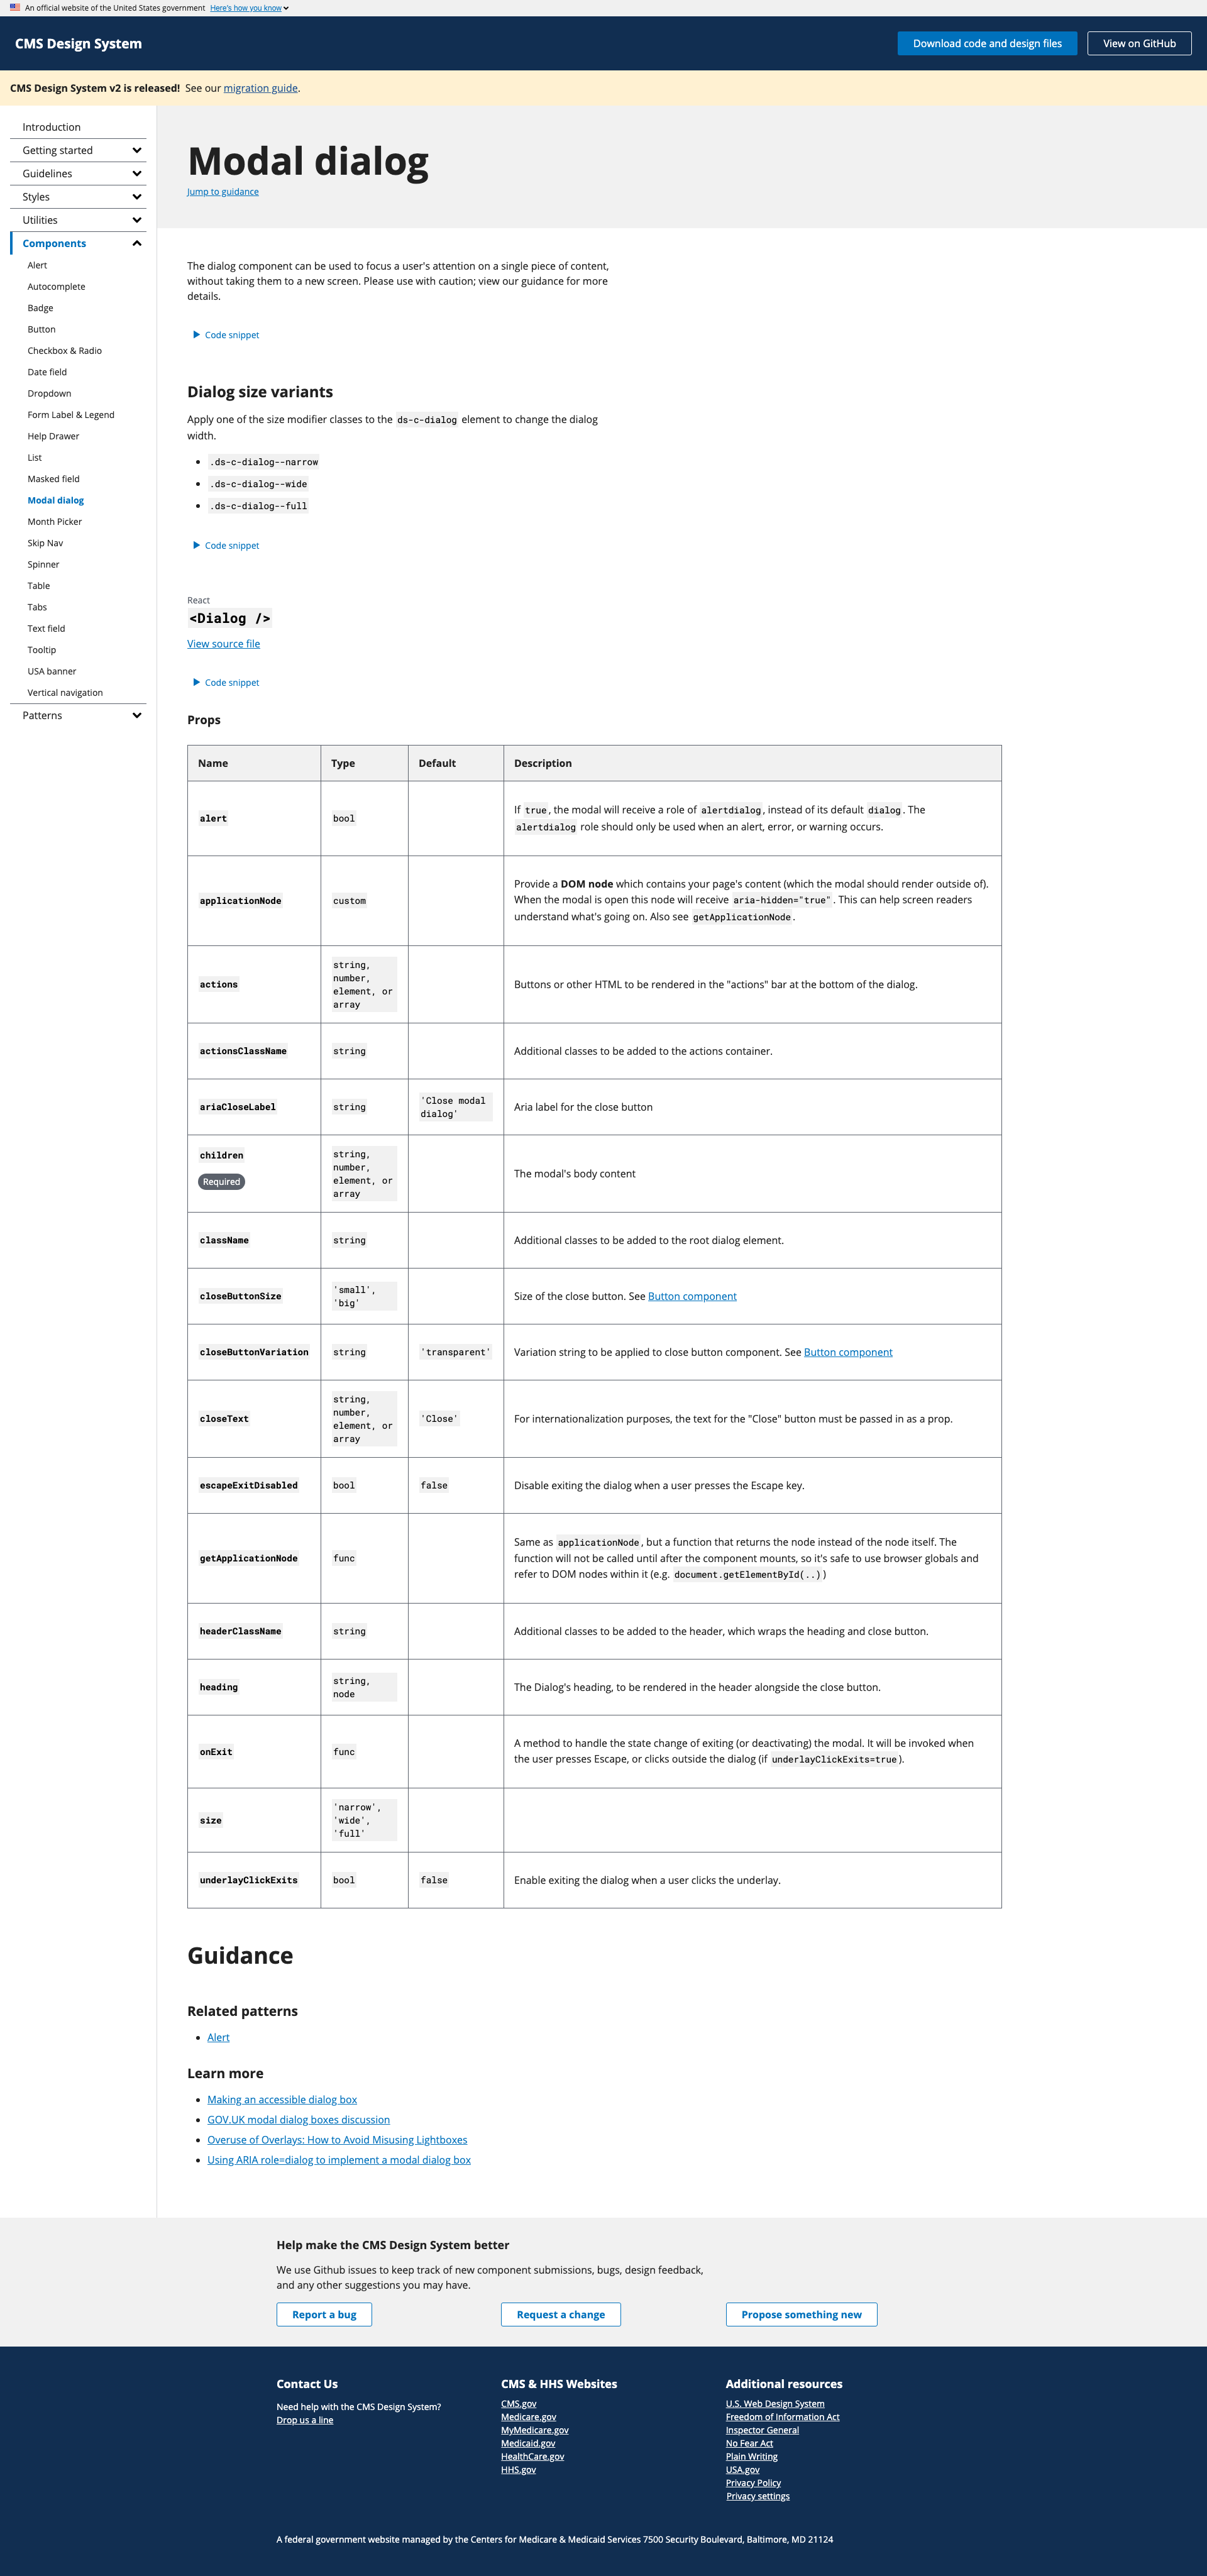 An official website of the United States government Here's how you know
CMS Design System
Download code and design files
View on GitHub
CMS Design System v2 is released! See our migration guide.
Introduction
Getting started
Guidelines
Styles
Utilities
Components
Alert
Autocomplete
Badge
Button
Checkbox & Radio
Date field
Dropdown
Form Label & Legend
Help Drawer
List
Masked field
Modal dialog
Month Picker
Skip Nav
Spinner
Table
Tabs
Text field
Tooltip
USA banner
Vertical navigation
Patterns
Modal dialog
Jump to guidance
The dialog component can be used to focus a user's attention on a single piece of content,
without taking them to a new screen. Please use with caution; view our guidance for more
details.
Code snippet
Dialog size variants
Apply one of the size modifier classes to the ds-c-dialog element to change the dialog
width.
.ds-c-dialog--narrow
.ds-c-dialog--wide
.ds-c-dialog--full
Code snippet
React
<Dialog />
View source file
Code snippet
Props
Name Type Default Description
alert bool If true, the modal will receive a role of alertdialog, instead of its default dialog. The
alertdialog role should only be used when an alert, error, or warning occurs.
applicationNode custom Provide a DOM node which contains your page's content (which the modal should render outside of).
When the modal is open this node will receive aria-hidden="true". This can help screen readers
understand what's going on. Also see getApplicationNode.
actions
string,
number,
element, or
array
Buttons or other HTML to be rendered in the "actions" bar at the bottom of the dialog.
actionsClassName string Additional classes to be added to the actions container.
ariaCloseLabel string
'Close modal
dialog'
Aria label for the close button
children
Required
string,
number,
element, or
array
The modal's body content
className string Additional classes to be added to the root dialog element.
closeButtonSize
'small',
'big'
Size of the close button. See Button component
closeButtonVariation string 'transparent' Variation string to be applied to close button component. See Button component
closeText
string,
number,
element, or
array
'Close' For internationalization purposes, the text for the "Close" button must be passed in as a prop.
escapeExitDisabled bool false Disable exiting the dialog when a user presses the Escape key.
getApplicationNode func Same as applicationNode, but a function that returns the node instead of the node itself. The
function will not be called until after the component mounts, so it's safe to use browser globals and
refer to DOM nodes within it (e.g. document.getElementById(..))
headerClassName string Additional classes to be added to the header, which wraps the heading and close button.
heading
string,
node
The Dialog's heading, to be rendered in the header alongside the close button.
onExit func A method to handle the state change of exiting (or deactivating) the modal. It will be invoked when
the user presses Escape, or clicks outside the dialog (if underlayClickExits=true).
size
'narrow',
'wide',
'full'
underlayClickExits bool false Enable exiting the dialog when a user clicks the underlay.
Guidance
Related patterns
Alert
Learn more
Making an accessible dialog box
GOV.UK modal dialog boxes discussion
Overuse of Overlays: How to Avoid Misusing Lightboxes
Using ARIA role=dialog to implement a modal dialog box
Help make the CMS Design System better
We use Github issues to keep track of new component submissions, bugs, design feedback,
and any other suggestions you may have.
Report a bug
Request a change
Propose something new
Contact Us
Need help with the CMS Design System?
Drop us a line
CMS & HHS Websites
CMS.gov
Medicare.gov
MyMedicare.gov
Medicaid.gov
HealthCare.gov
HHS.gov
Additional resources
U.S. Web Design System
Freedom of Information Act
Inspector General
No Fear Act
Plain Writing
USA.gov
Privacy Policy
Privacy settings
A federal government website managed by the Centers for Medicare & Medicaid Services 7500 Security Boulevard, Baltimore, MD 21124